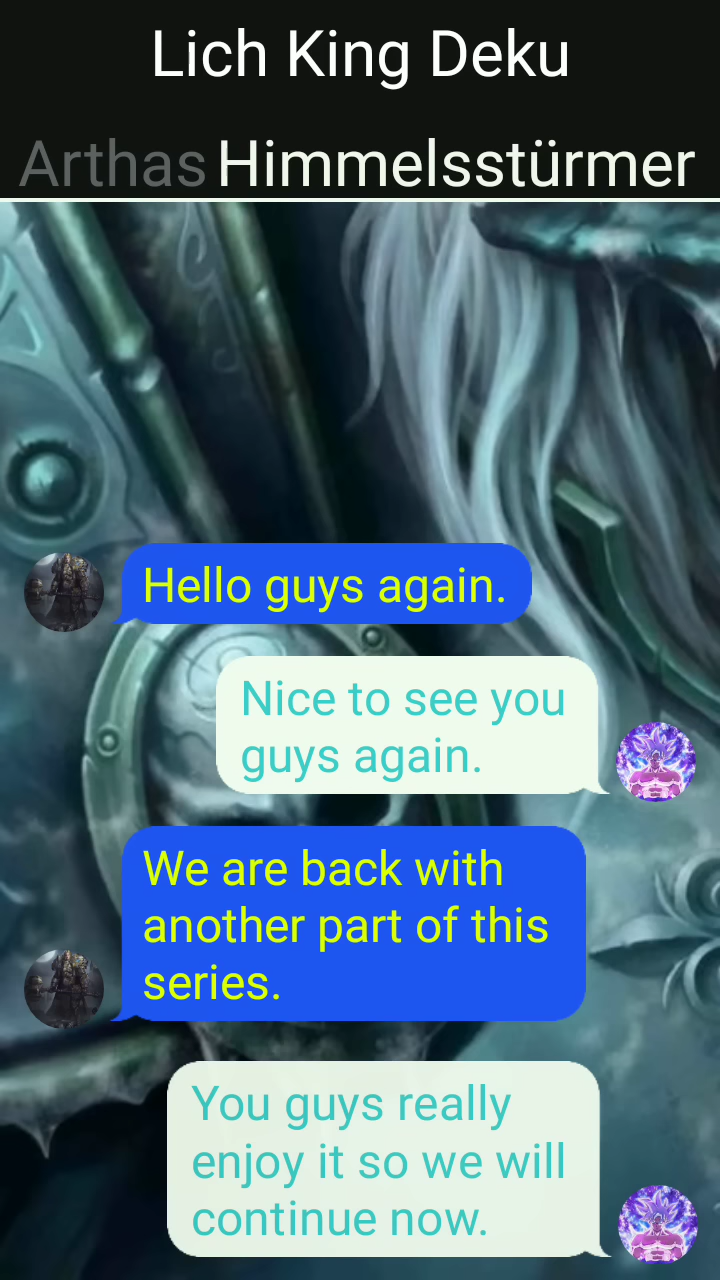 Lich King Deku
Arthas Himmelsstürmer
Hello guys again.
Nice to see you
guys again.
We are back with
another part of this
series.
You guys really
enjoy it so we will
continue now.